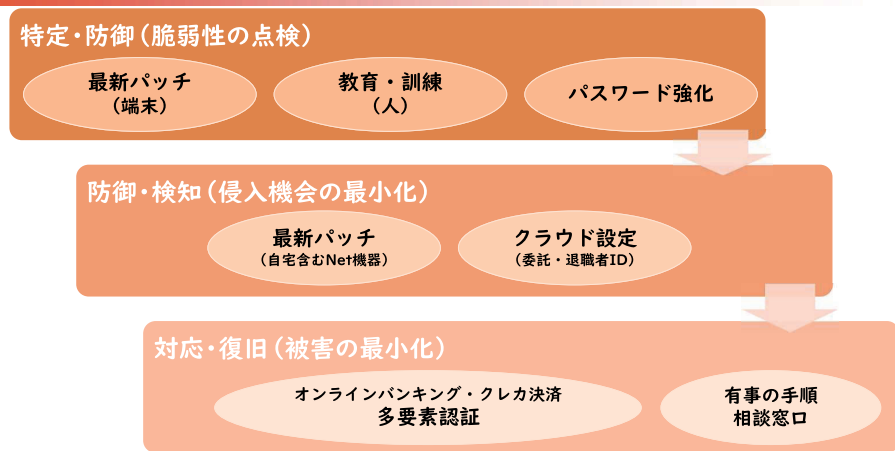 特定・防御（脆弱性の点検）
最新パッチ
（端末）
教育・訓練
（人）
パスワード強化
防御・検知（侵入機会の最小化）
最新パッチ
（自宅含むNet機器）
クラウド設定
（委託・退職者ID）
対応・復旧（被害の最小化）
オンラインバンキング・クレカ決済
多要素認証
有事の手順
相談窓口